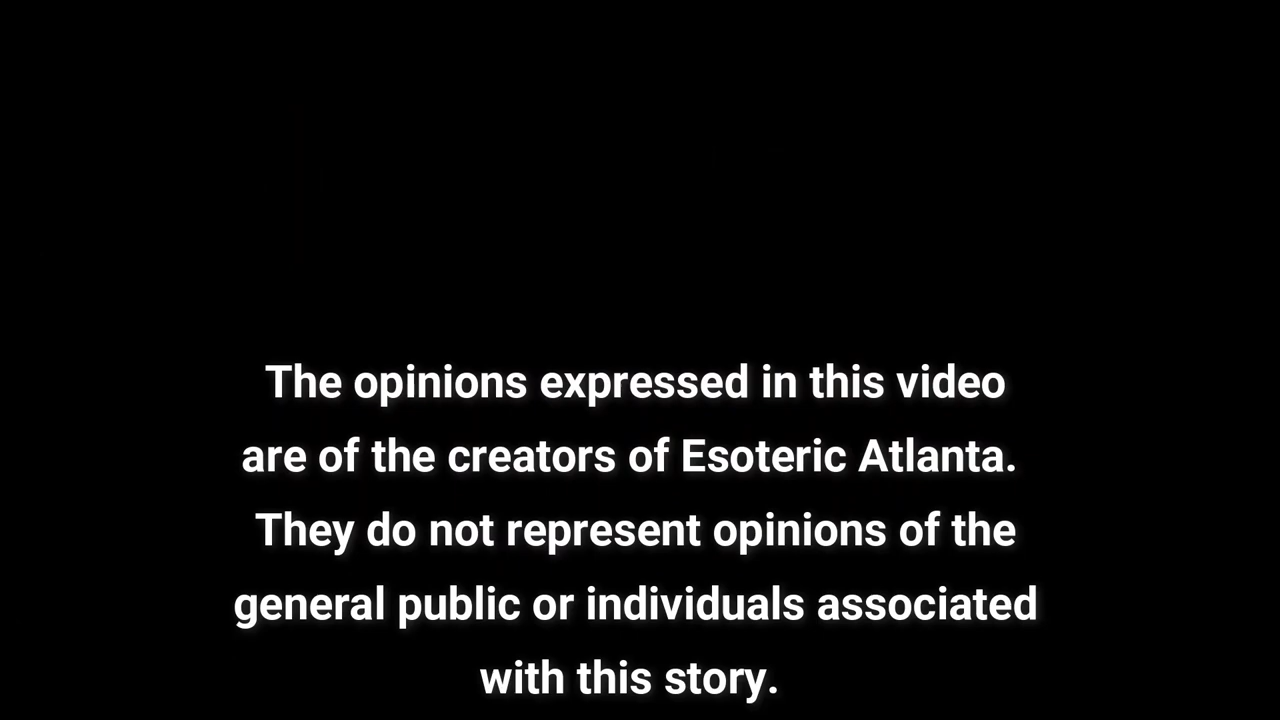 The opinions expressed in this video
are of the creators of Esoteric Atlanta.
They do not represent opinions of the
general public or individuals associated
with this story.